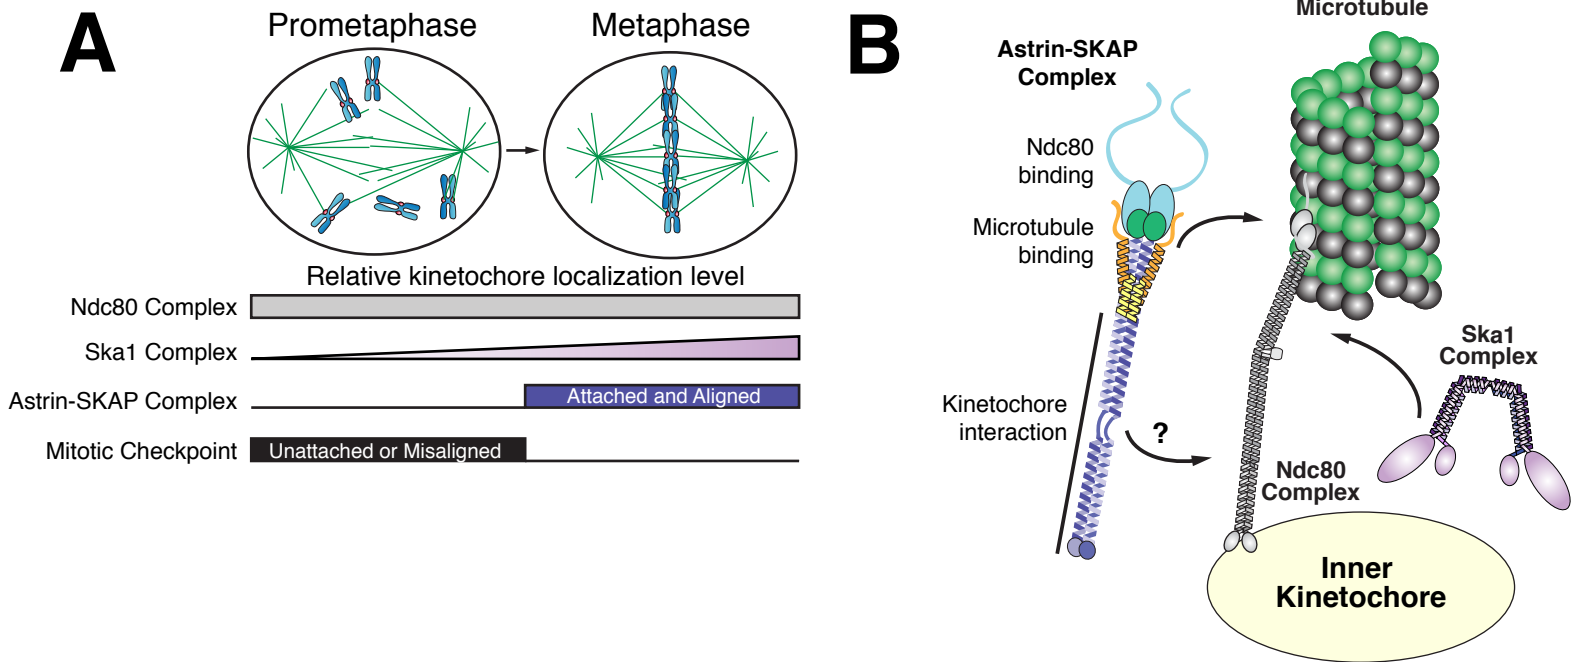 A
Prometaphase
Metaphase
Relative kinetochore localization level
Ndc80 Complex
Ska1 Complex
Astrin-SKAP Complex
Attached and Aligned
Mitotic Checkpoint
Unattached or Misaligned
B
Microtubule
Astrin-SKAP
Complex
Ndc80
binding
Microtubule
binding
Kinetochore
interaction
?
Ska1
Complex
Ndc80
Complex
Inner
Kinetochore